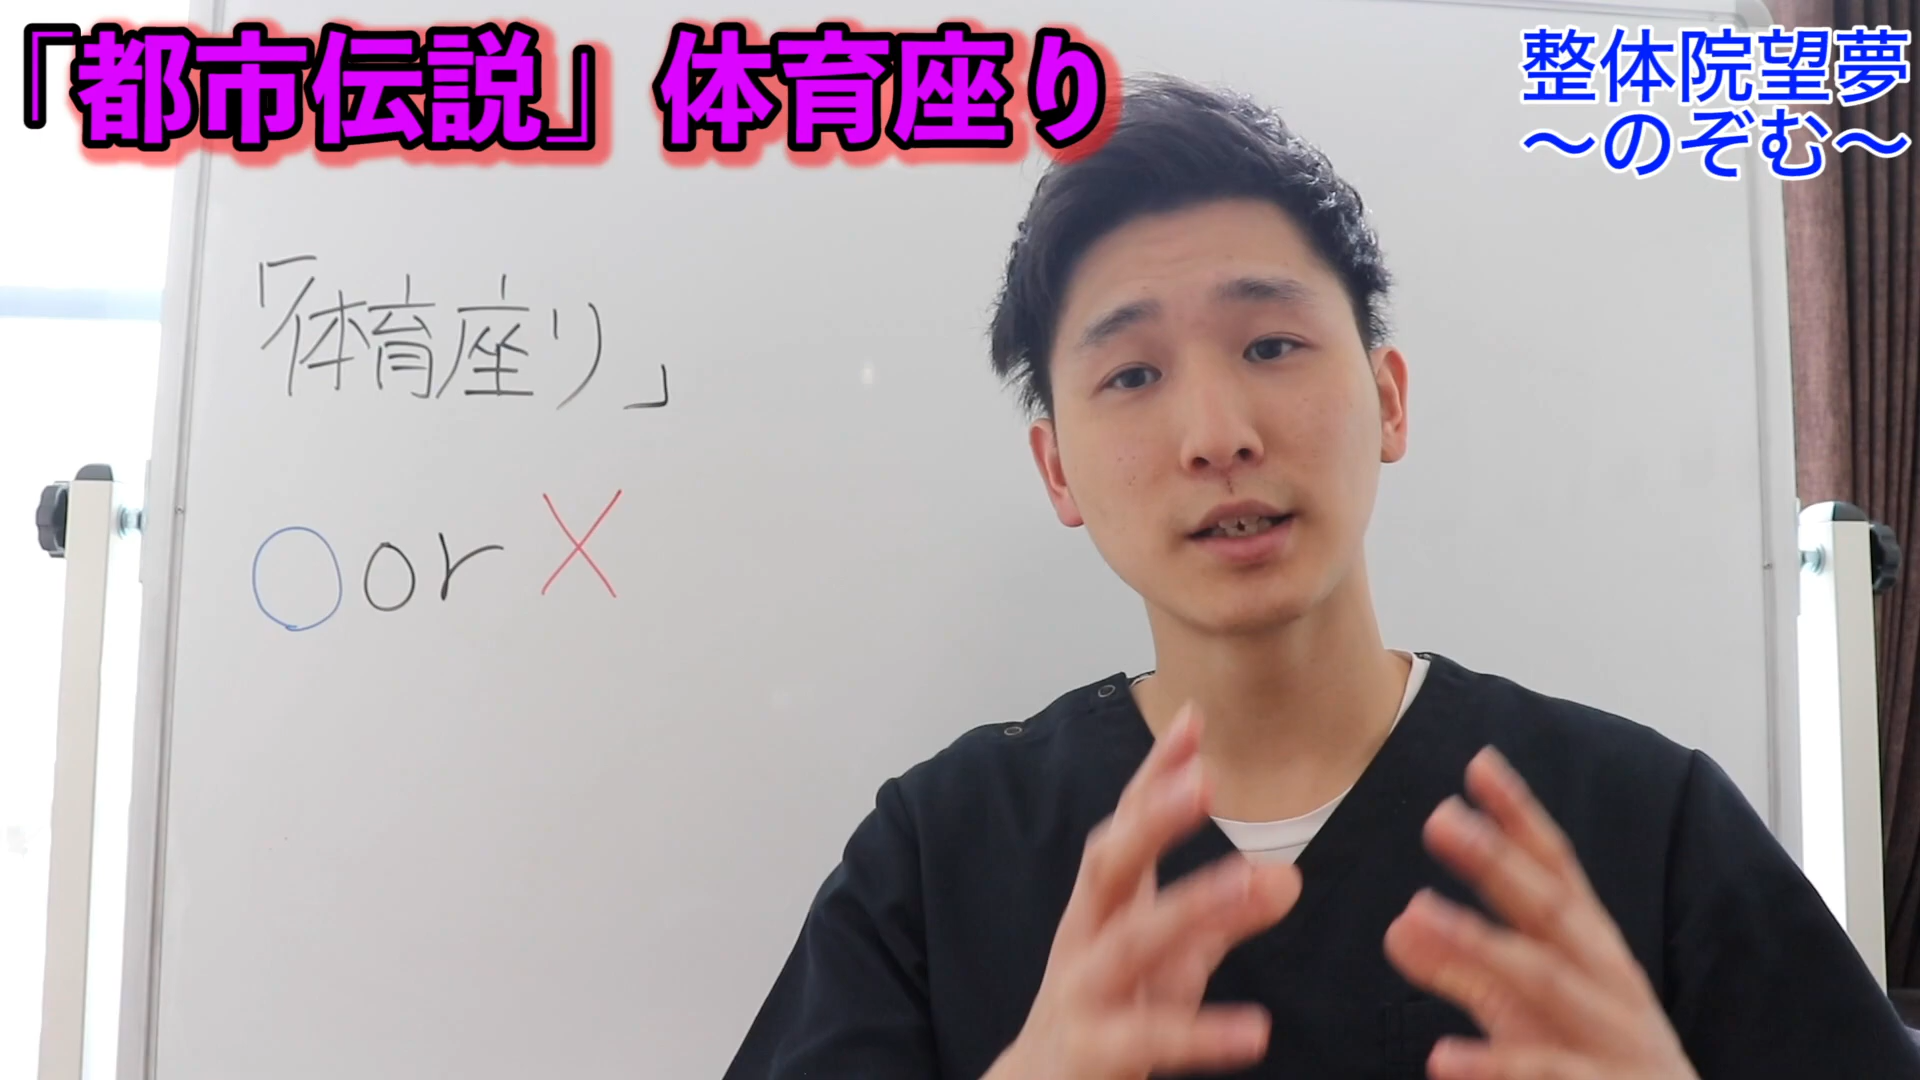 「都市伝説」体育座り
整体院望夢
～のぞむ～
「体育座り」
○or×